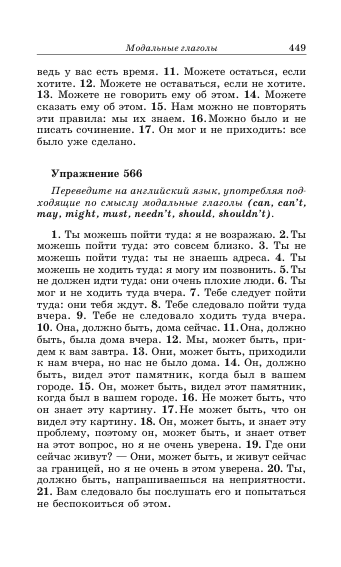 Модальные глаголы 449
ведь у вас есть время. 11. Можете остаться, если
хотите. 12. Можете не оставаться, если не хотите.
13. Можете не говорить ему об этом. 14. Можете
сказать ему об этом. 15. Нам можно не повторять
эти правила: мы их знаем. 16. Можно было и не
писать сочинение. 17. Он мог и не приходить: все
было уже сделано.
Упражнение 566
Переведите на английский язык, употребляя под-
ходящие по смыслу модальные глаголы (can, can't,
may, might, must, needn't, should, shouldn't).
1. Ты можешь пойти туда: я не возражаю. 2. Ты
можешь пойти туда: это совсем близко. 3. Ты не
можешь пойти туда: ты не знаешь адреса. 4. Ты
можешь не ходить туда: я могу им позвонить. 5. Ты
не должен идти туда: они очень плохие люди. 6. Ты
мог и не ходить туда вчера. 7. Тебе следует пойти
туда: они тебя ждут. 8. Тебе следовало пойти туда
вчера. 9. Тебе не следовало ходить туда вчера.
10. Она, должно быть, дома сейчас. 11. Она, должно
быть, была дома вчера. 12. Мы, может быть, при-
дем к вам завтра. 13. Они, может быть, приходили
к нам вчера, но нас не было дома. 14. Он, должно
быть, видел этот памятник, когда был в вашем
городе. 15. Он, может быть, видел этот памятник,
когда был в вашем городе. 16. Не может быть, что
он знает эту картину. 17. Не может быть, что он
видел эту картину. 18. Он, может быть, и знает эту
проблему, поэтому он, может быть, и знает ответ
на этот вопрос, но я не очень уверена. 19. Где они
сейчас живут? — Они, может быть, и живут сейчас
за границей, но я не очень в этом уверена. 20. Ты,
должно быть, напрашиваешься на неприятности.
21. Вам следовало бы послушать его и попытаться
не беспокоиться об этом.